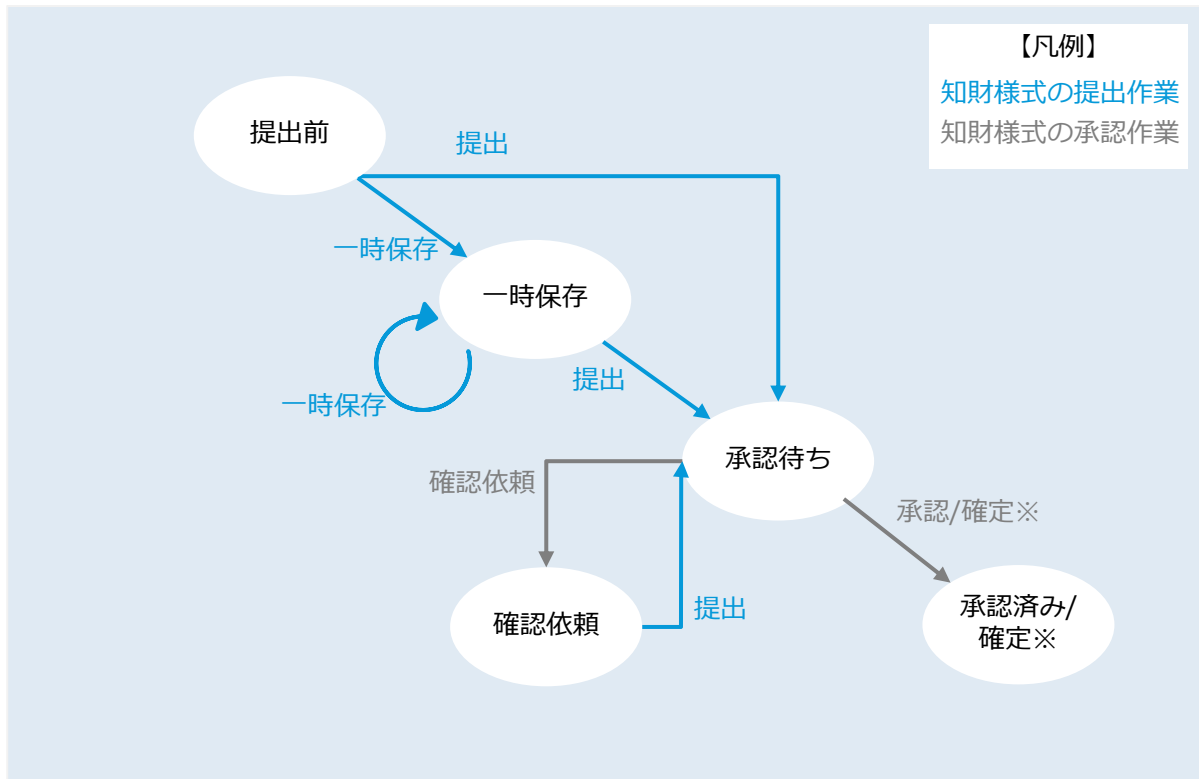 【凡例】
知財様式の提出作業
知財様式の承認作業
提出前
提出
一時保存
一時保存
一時保存
提出
承認待ち
確認依頼
承認/確定※
確認依頼
提出
承認済み/
確定※